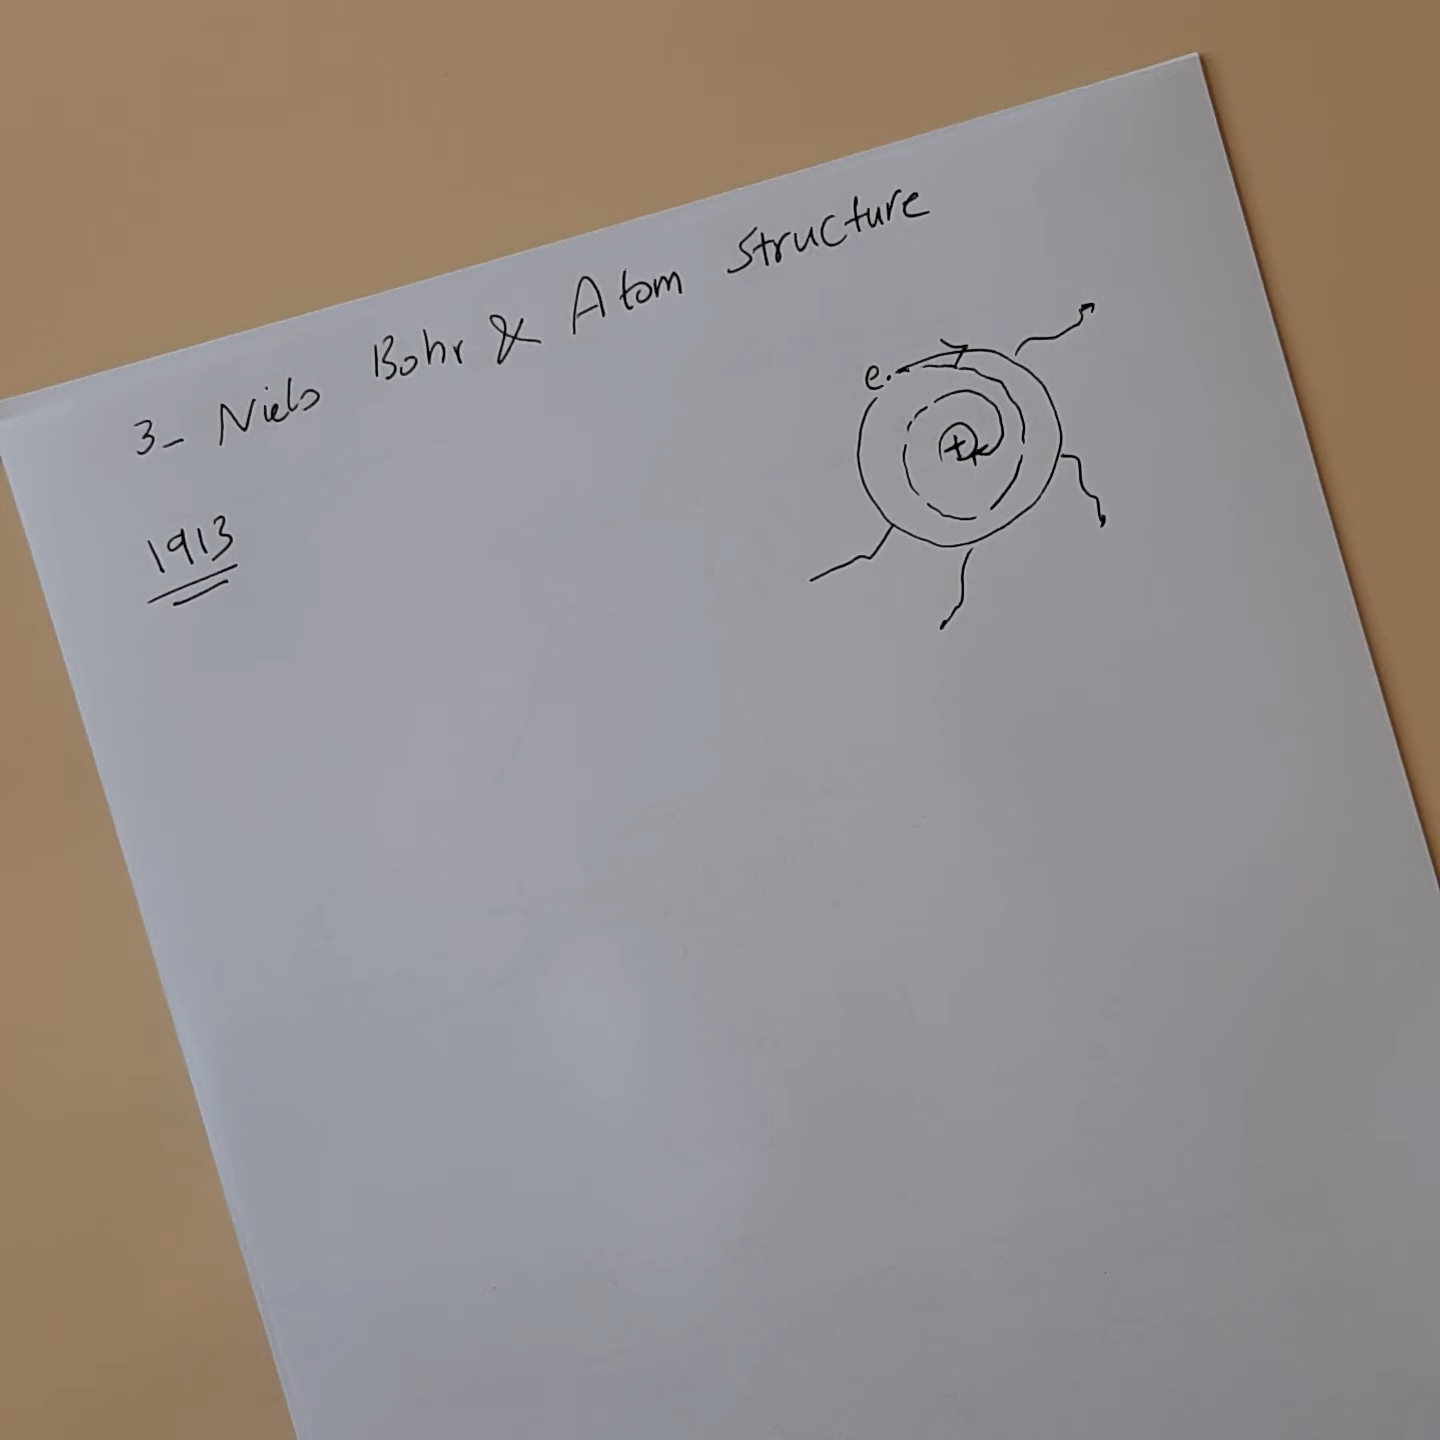 3- Niels Bohr & Atom Structure
e.
+
1913